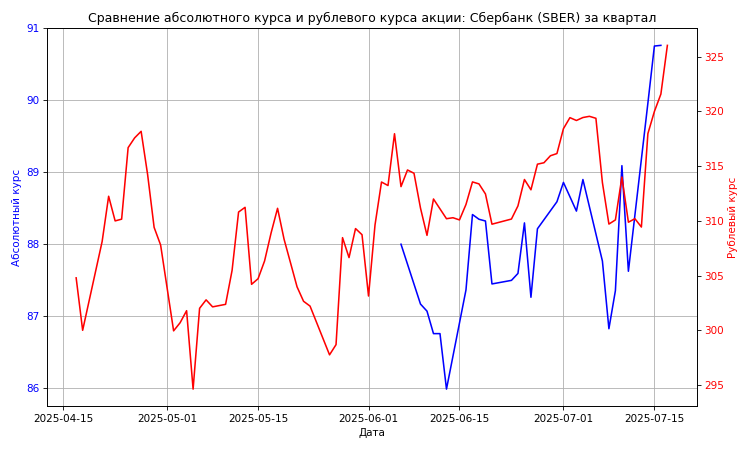 Сравнение абсолютного курса и рублевого курса акции: Сбербанк (SBER) за квартал
91
90
89
88
87
86
Абсолютный курс
325
320
315
310
305
300
295
Рублевый курс
2025-04-15 2025-05-01 2025-05-15 2025-06-01 2025-06-15 2025-07-01 2025-07-15
Дата